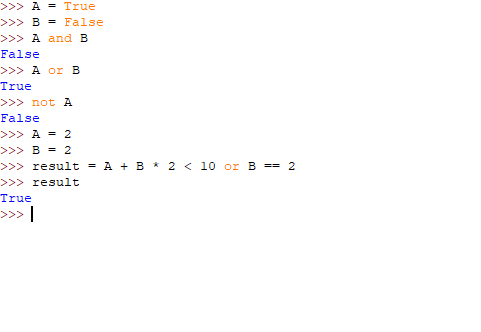 >>> A = True
>>> B = False
>>> A and B
False
>>> A or B
True
>>> not A
False
>>> A = 2
>>> B = 2
>>> result = A + B * 2 < 10 or B == 2
>>> result
True
>>>